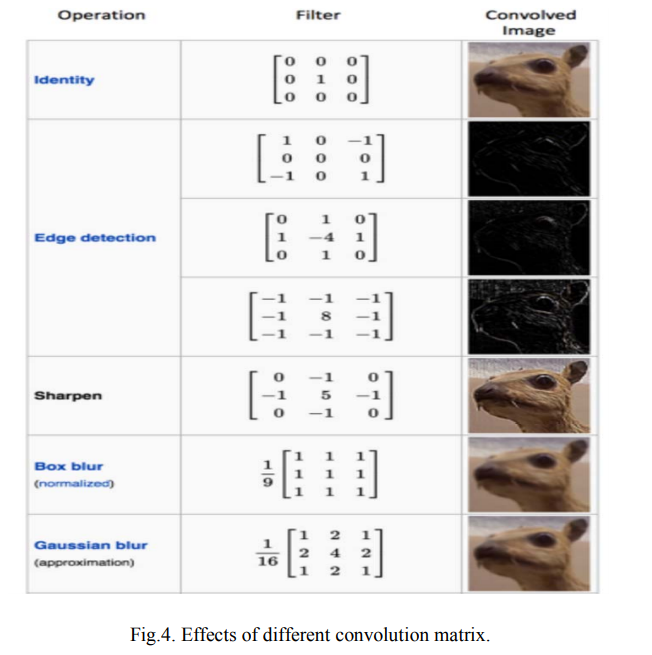 Operation Filter Convolved
Image
Identity
0 0 0
0 1 0
0 0 0
Edge detection
1 0 −1
0 0 0
−1 0 1
0 1 0
1 −4 1
0 1 0
−1 −1 −1
−1 8 −1
−1 −1 −1
Sharpen
0 −1 0
−1 5 −1
0 −1 0
Box blur
(normalized)
1/9
1 1 1
1 1 1
1 1 1
Gaussian blur
(approximation)
1/16
1 2 1
2 4 2
1 2 1
Fig.4. Effects of different convolution matrix.